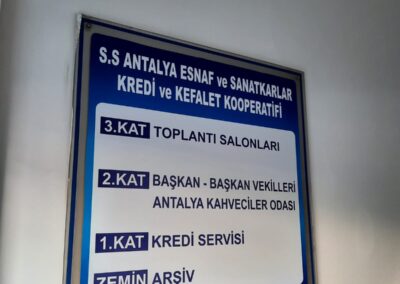 S.S ANTALYA ESNAF ve SANATKARLAR
KREDİ ve KEFALET KOOPERATİFİ
3.KAT TOPLANTI SALONLARI
2.KAT BAŞKAN - BAŞKAN VEKİLLERİ
ANTALYA KAHVECİLER ODASI
1.KAT KREDİ SERVİSİ
ZEMİN ARŞİV